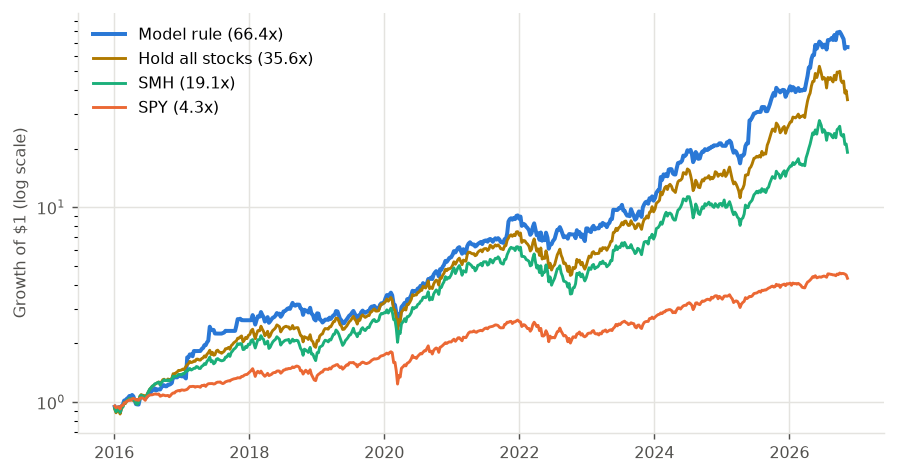 Model rule (66.4x)
Hold all stocks (35.6x)
SMH (19.1x)
SPY (4.3x)
Growth of $1 (log scale)
10¹
10⁰
2016 2018 2020 2022 2024 2026